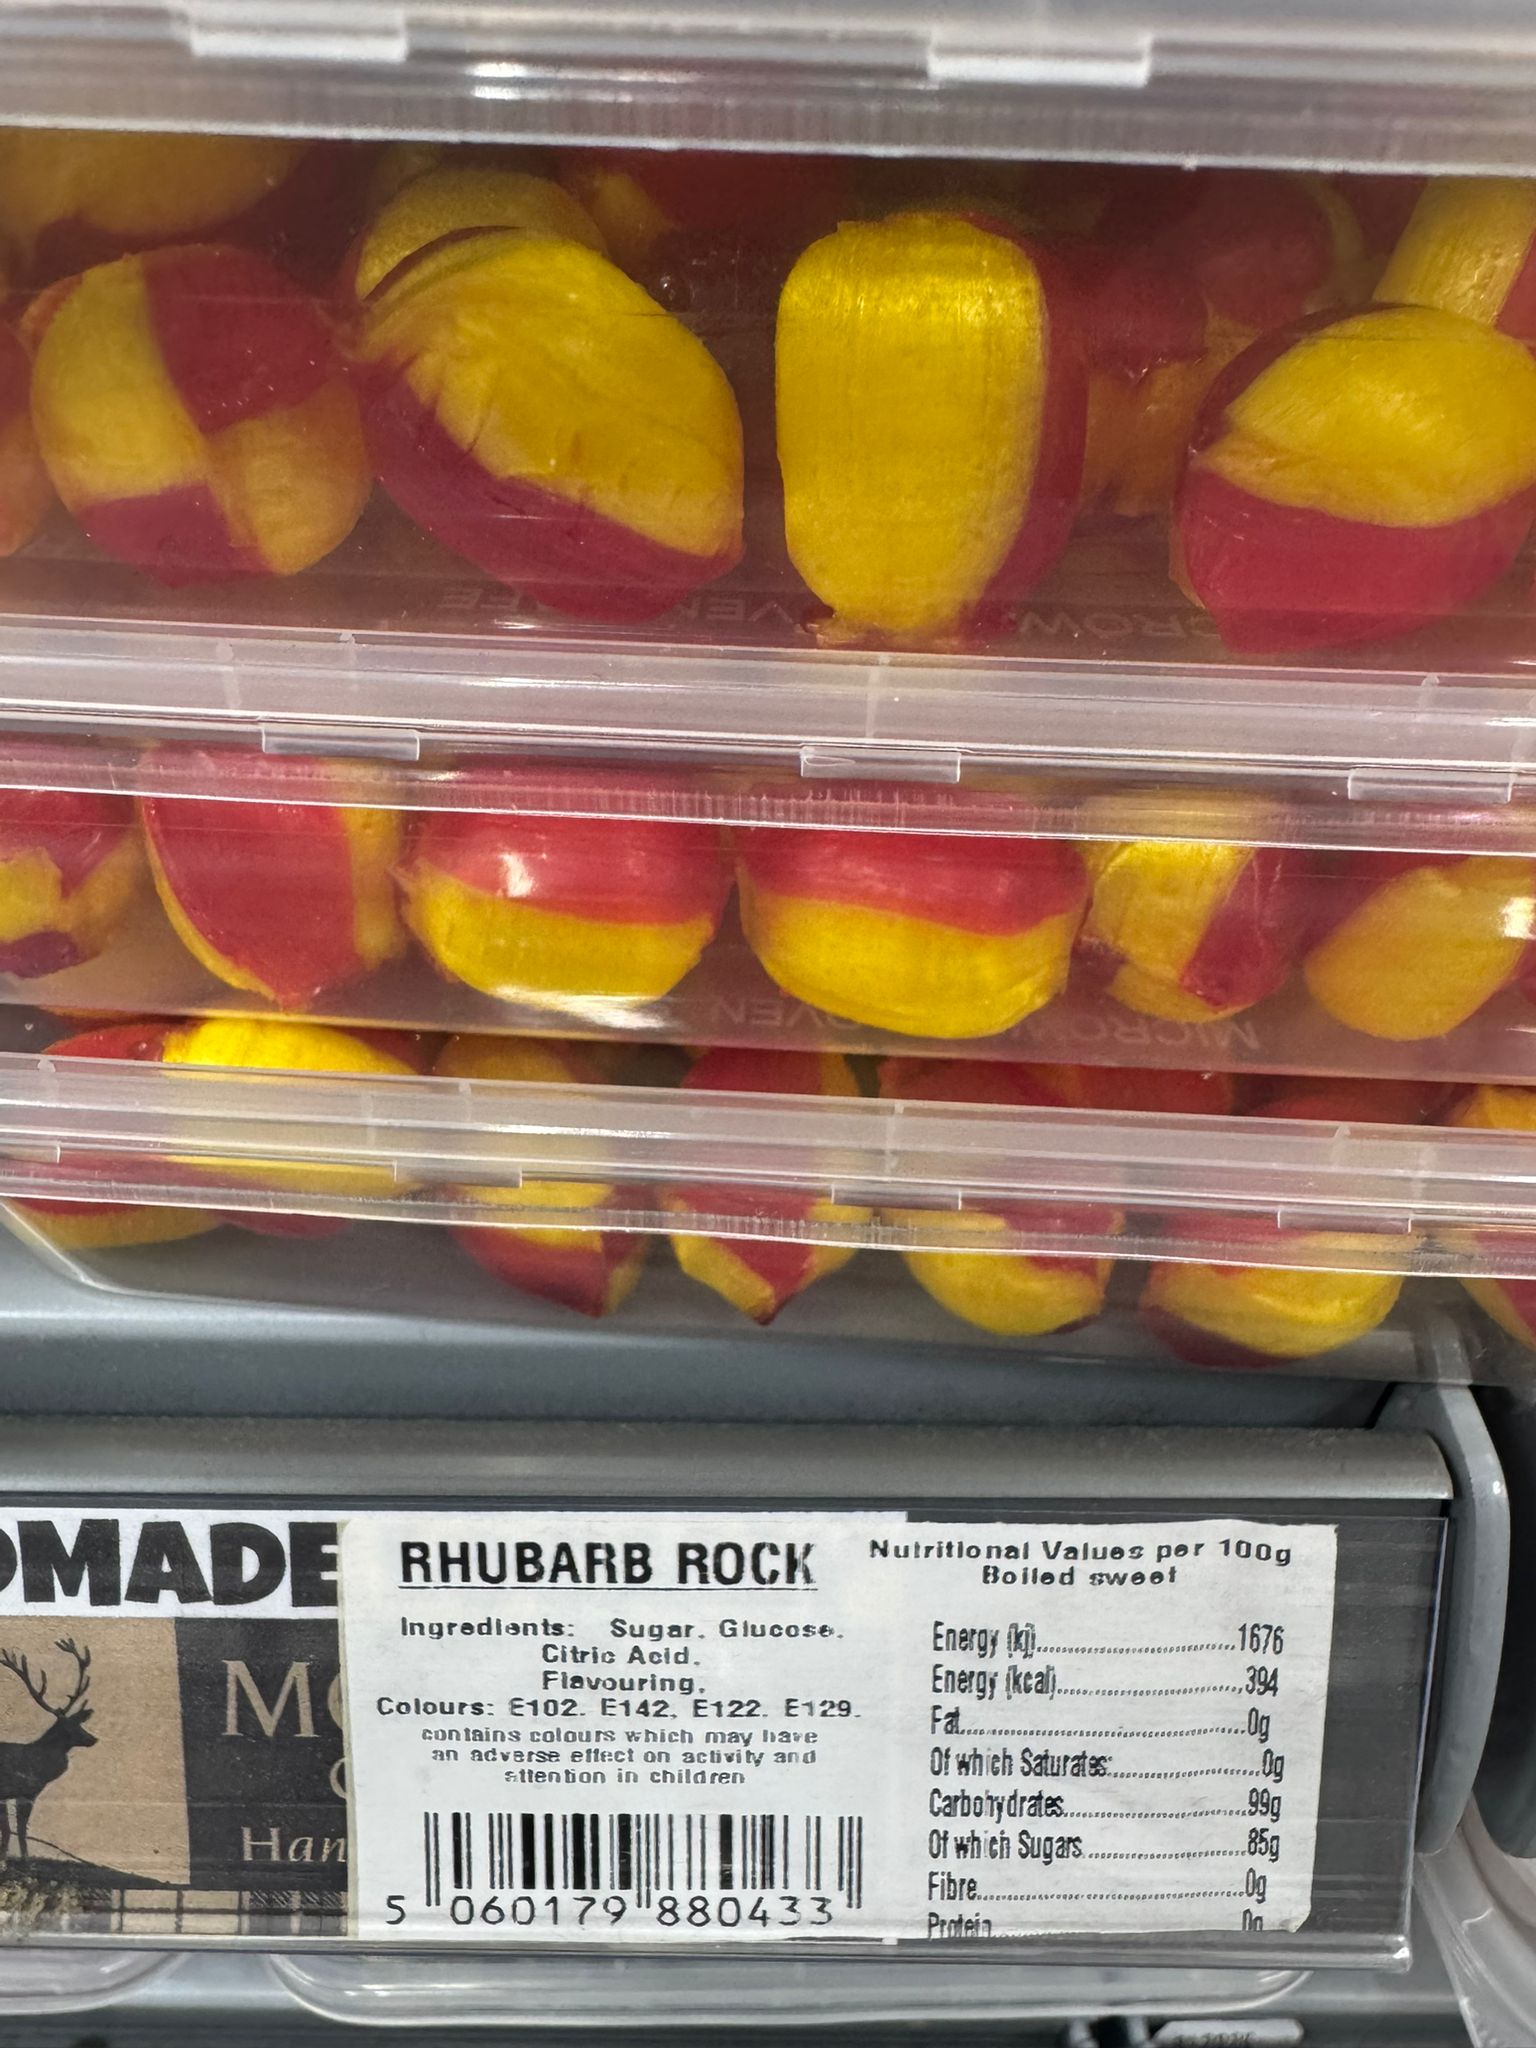 OMADE
RHUBARB ROCK
Ingredients: Sugar, Glucose,
Citric Acid,
Flavouring,
Colours: E102. E142, E122. E129.
contains colours which may have
an adverse effect on activity and
attention in children
5 060179 880433
Nutritional Values per 100g
Boiled sweet
Energy (kj)..........1676
Energy (kcal)..........394
Fat..........0g
Of which Saturates..........0g
Carbohydrates..........99g
Of which Sugars..........85g
Fibre..........0g
Protein..........0g
Han